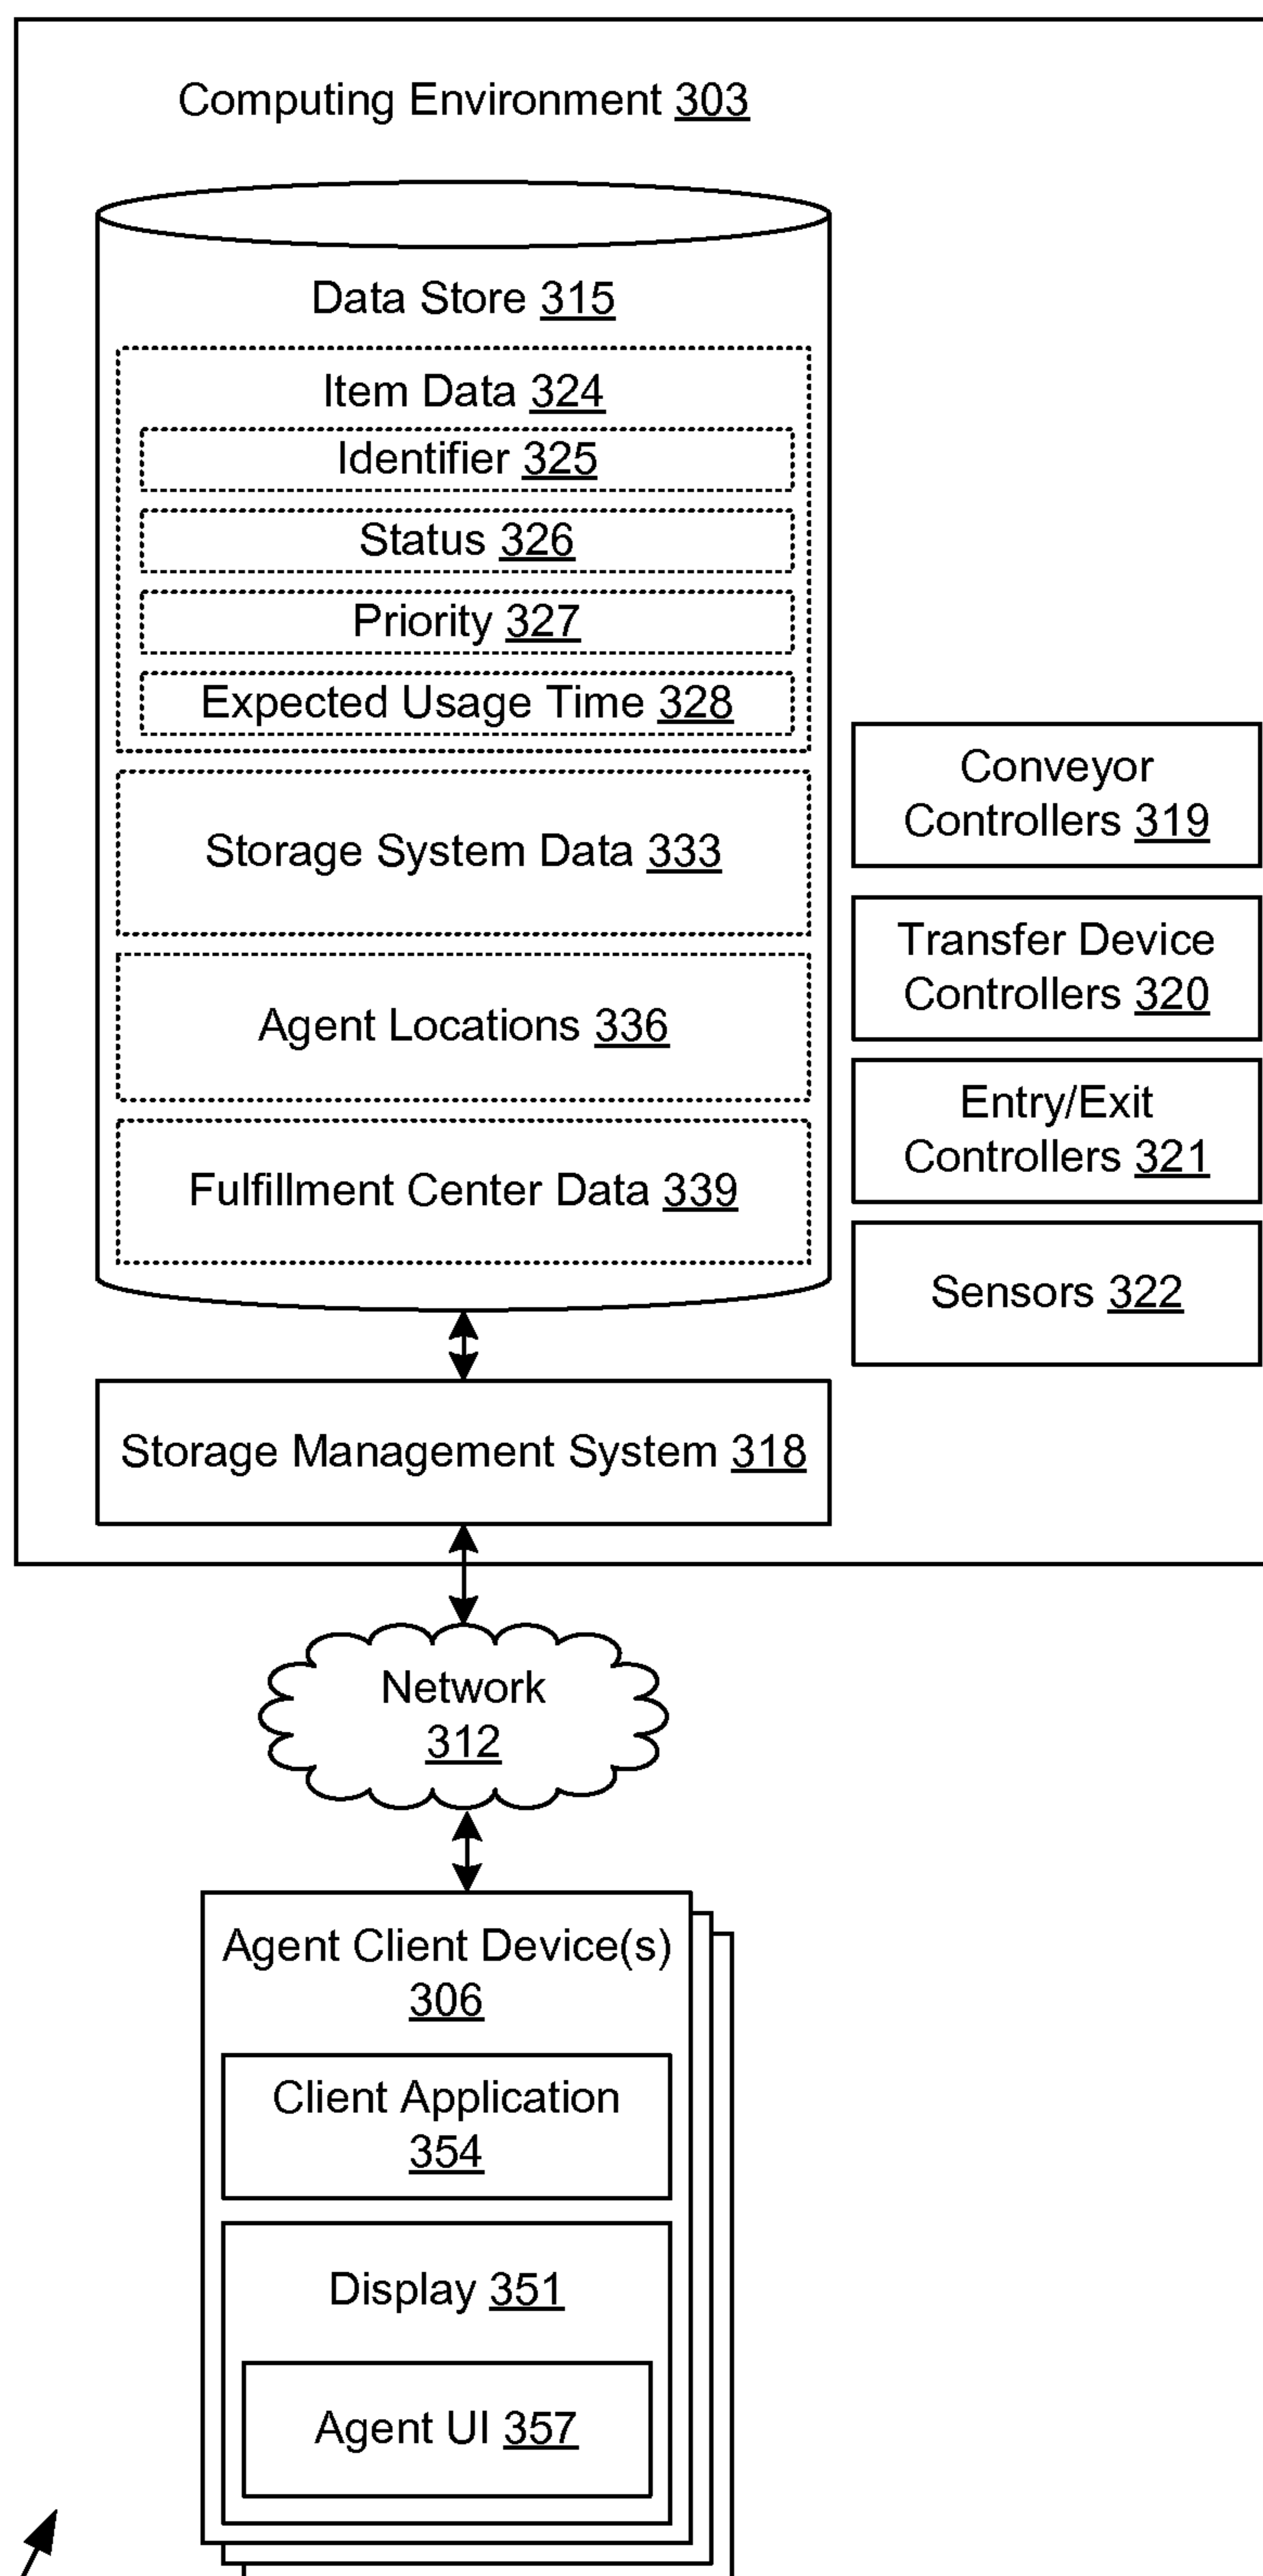 Computing Environment 303
Data Store 315
Item Data 324
Identifier 325
Status 326
Priority 327
Expected Usage Time 328
Storage System Data 333
Agent Locations 336
Fulfillment Center Data 339
Conveyor
Controllers 319
Transfer Device
Controllers 320
Entry/Exit
Controllers 321
Sensors 322
Storage Management System 318
Network
312
Agent Client Device(s)
306
Client Application
354
Display 351
Agent UI 357